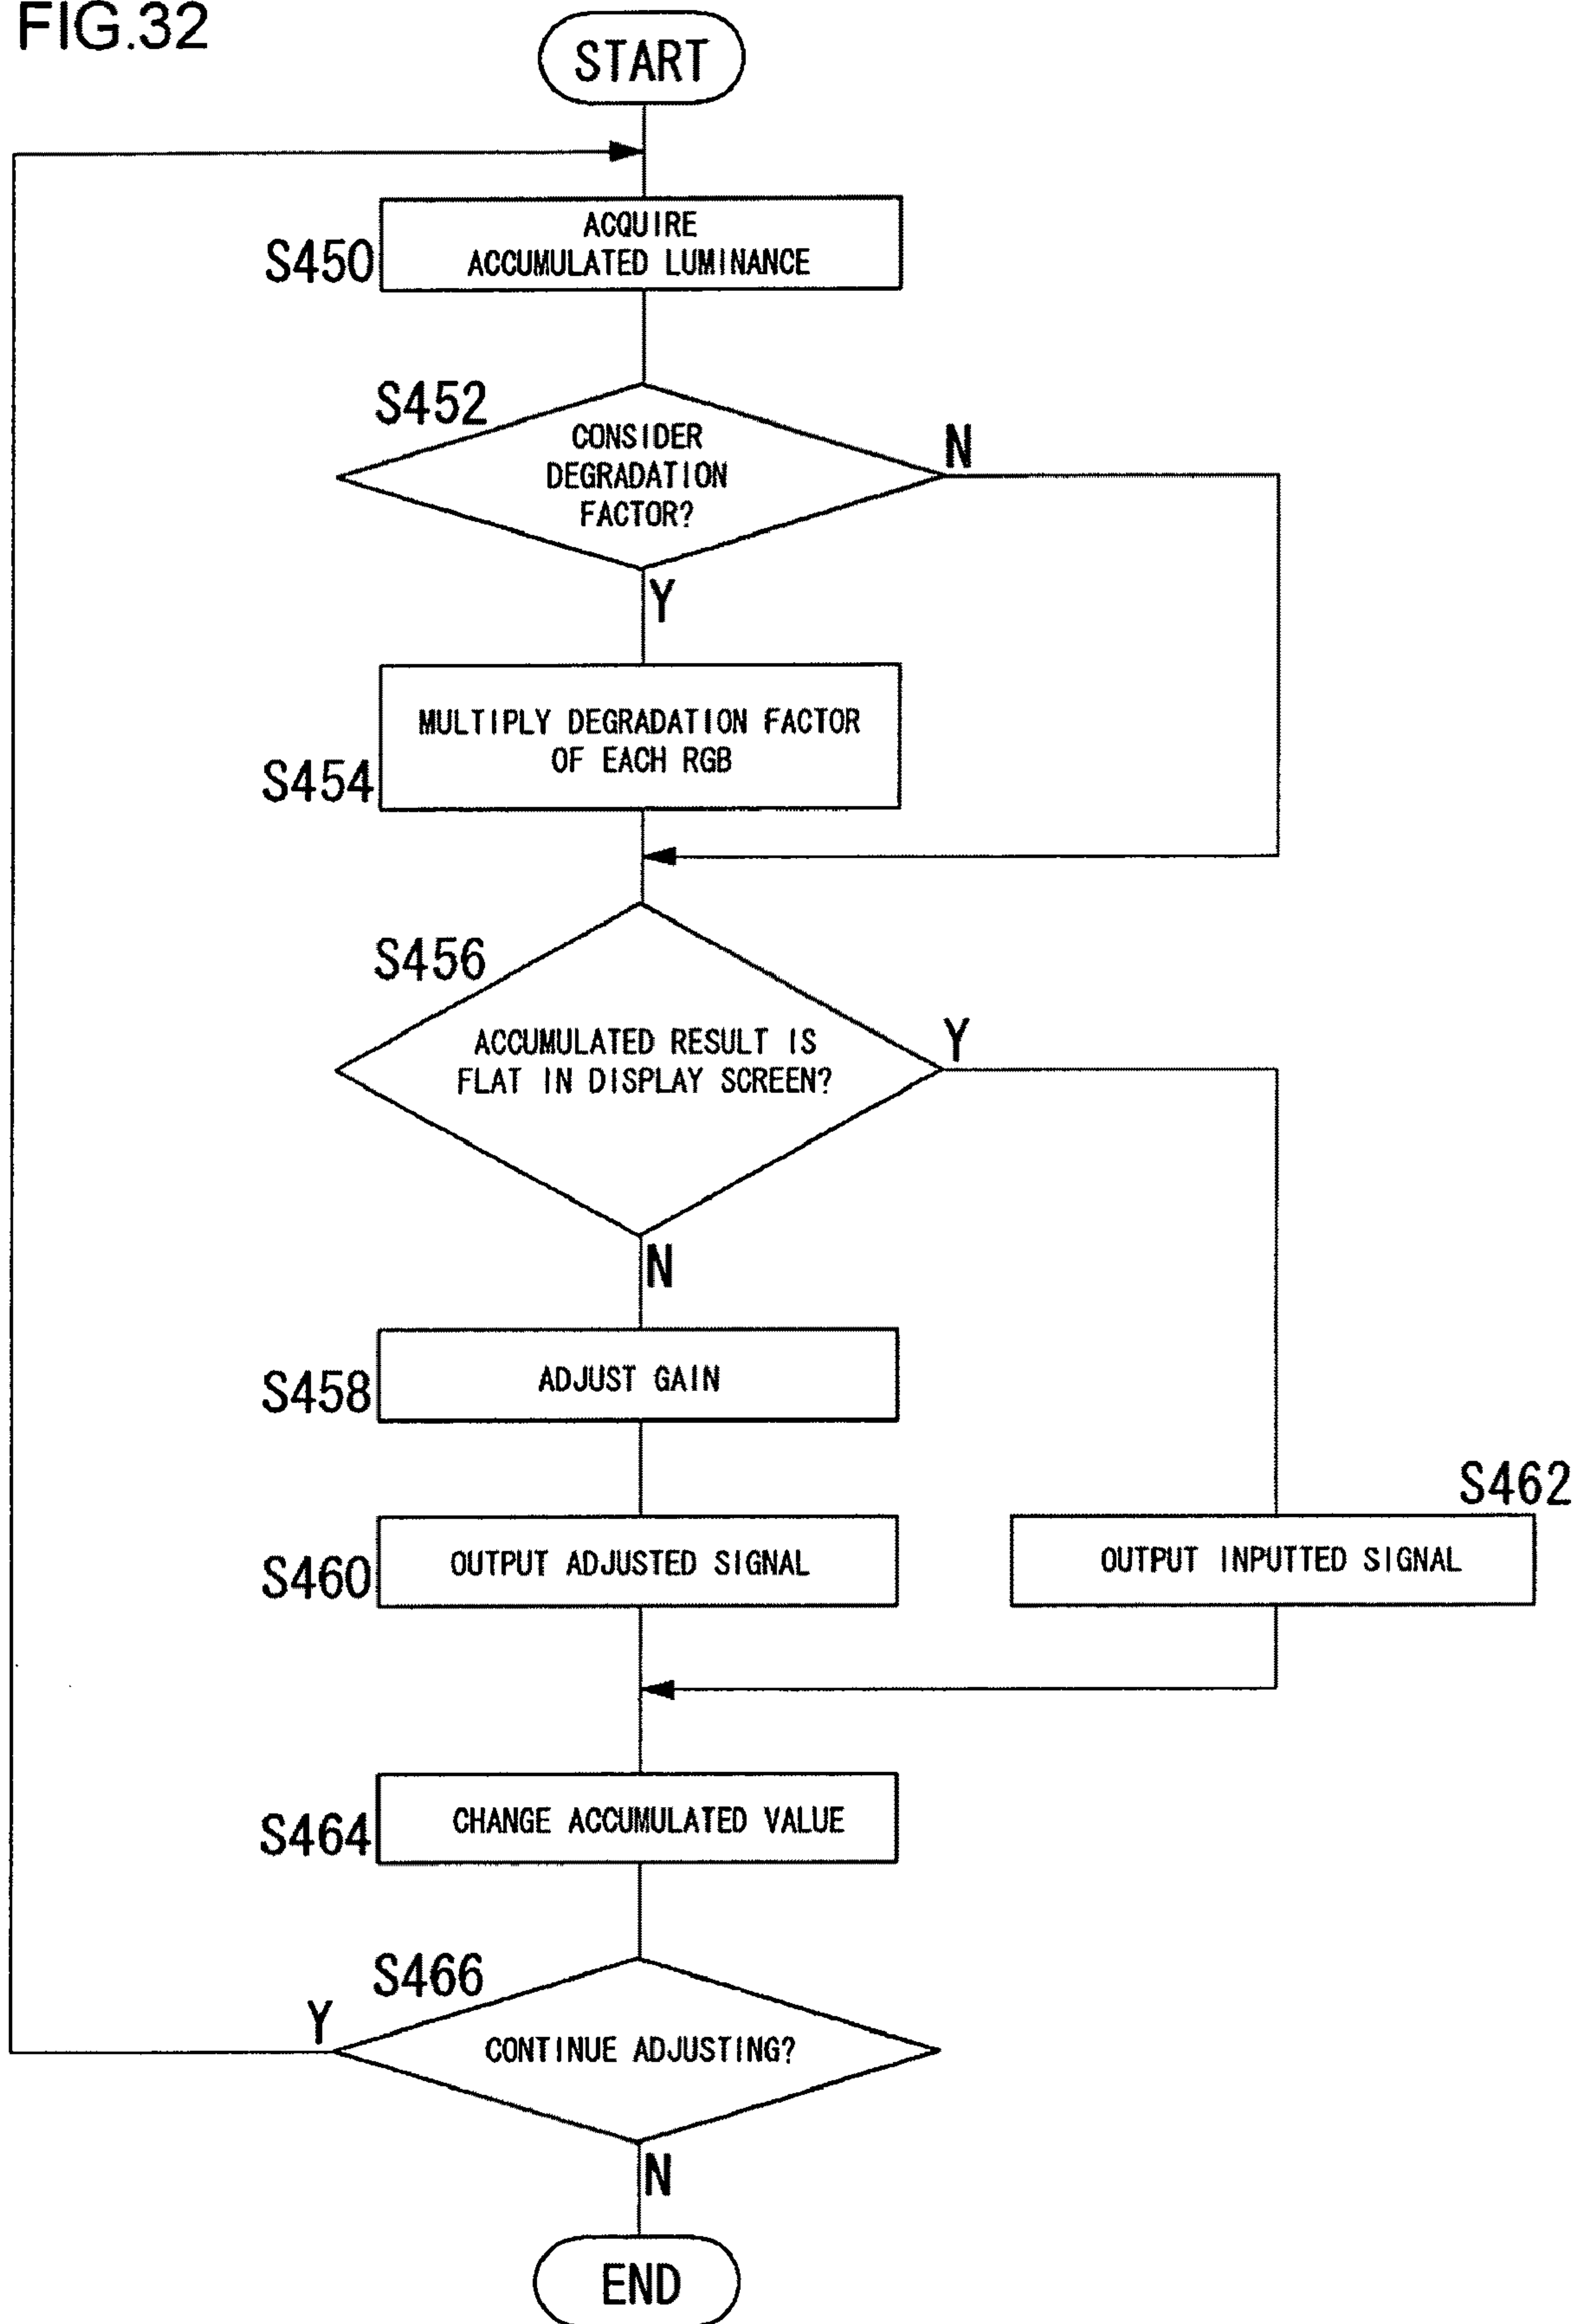 FIG.32
START
ACQUIRE
ACCUMULATED LUMINANCE
S450
S452
CONSIDER
DEGRADATION
FACTOR?
N
Y
MULTIPLY DEGRADATION FACTOR
OF EACH RGB
S454
S456
ACCUMULATED RESULT IS
FLAT IN DISPLAY SCREEN?
Y
N
S458
ADJUST GAIN
S462
S460
OUTPUT ADJUSTED SIGNAL
OUTPUT INPUTTED SIGNAL
S464
CHANGE ACCUMULATED VALUE
S466
Y
CONTINUE ADJUSTING?
N
END